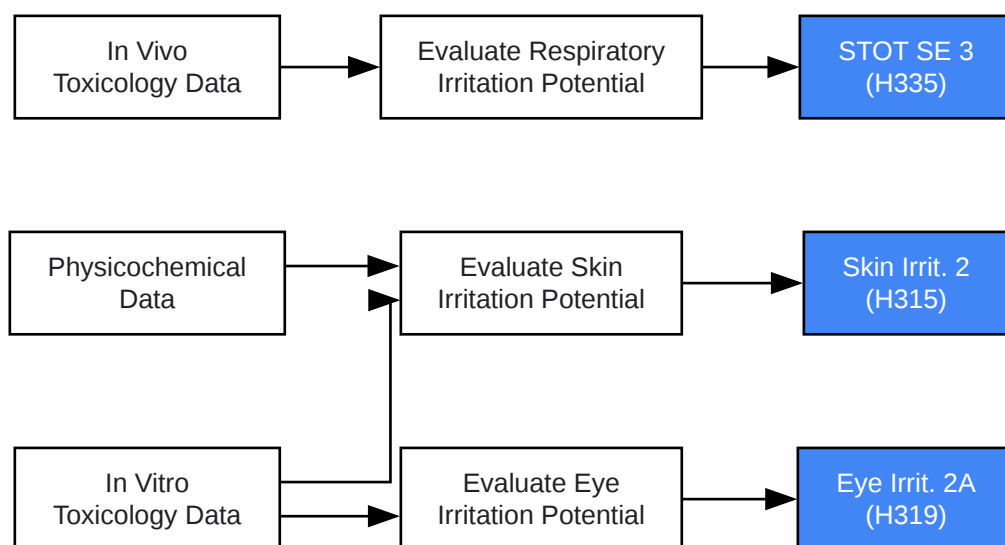 In Vivo
Toxicology Data
Evaluate Respiratory
Irritation Potential
STOT SE 3
(H335)
Physicochemical
Data
Evaluate Skin
Irritation Potential
Skin Irrit. 2
(H315)
In Vitro
Toxicology Data
Evaluate Eye
Irritation Potential
Eye Irrit. 2A
(H319)